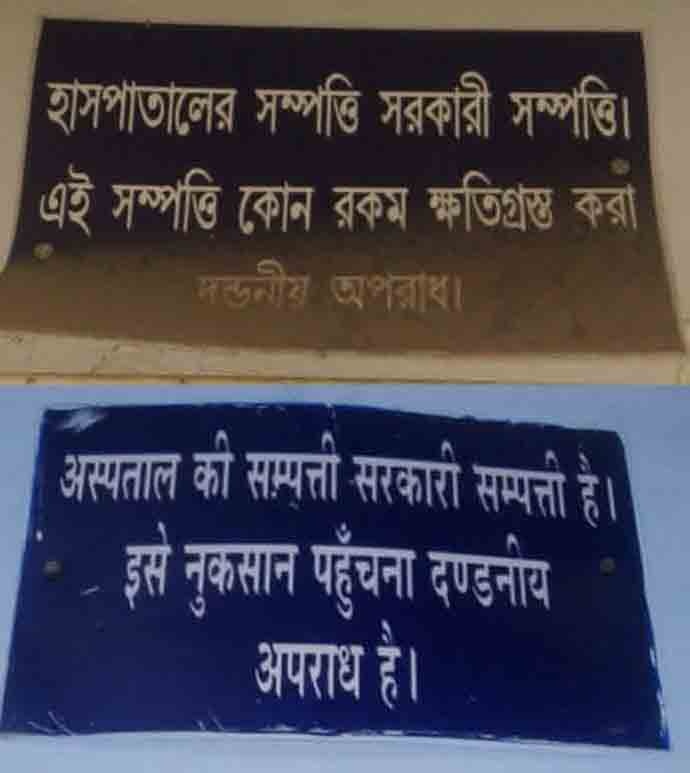 হাসপাতালের সম্পত্তি সরকারী সম্পত্তি।
এই সম্পত্তি কোন রকম ক্ষতিগ্রস্ত করা
দন্ডনীয় অপরাধ।
अस्पताल की सम्पत्ती सरकारी सम्पत्ती है।
इसे नुकसान पहुँचना दण्डनीय
अपराध है।